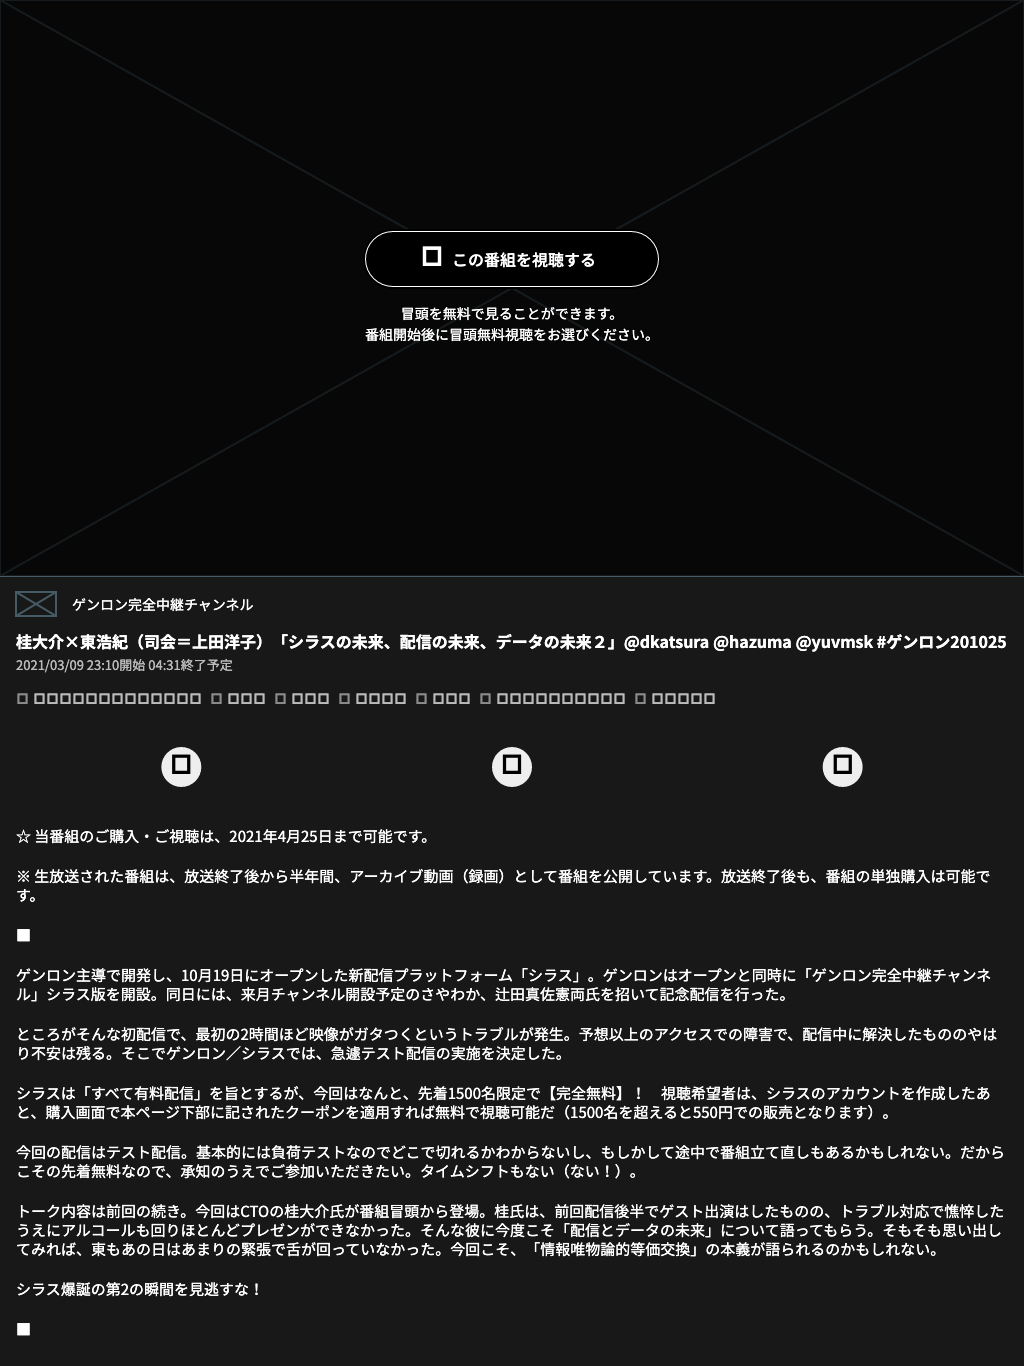 この番組を視聴する
冒頭を無料で見ることができます。
番組開始後に冒頭無料視聴をお選びください。
ゲンロン完全中継チャンネル
桂大介×東浩紀（司会＝上田洋子）「シラスの未来、配信の未来、データの未来２」@dkatsura @hazuma @yuvmsk #ゲンロン201025
2021/03/09 23:10開始 04:31終了予定
☆ 当番組のご購入・ご視聴は、2021年4月25日まで可能です。
※ 生放送された番組は、放送終了後から半年間、アーカイブ動画（録画）として番組を公開しています。放送終了後も、番組の単独購入は可能で
す。
■
ゲンロン主導で開発し、10月19日にオープンした新配信プラットフォーム「シラス」。ゲンロンはオープンと同時に「ゲンロン完全中継チャンネ
ル」シラス版を開設。同日には、来月チャンネル開設予定のさやわか、辻田真佐憲両氏を招いて記念配信を行った。
ところがそんな初配信で、最初の2時間ほど映像がガタつくというトラブルが発生。予想以上のアクセスでの障害で、配信中に解決したもののやは
り不安は残る。そこでゲンロン／シラスでは、急遽テスト配信の実施を決定した。
シラスは「すべて有料配信」を旨とするが、今回はなんと、先着1500名限定で【完全無料】！　視聴希望者は、シラスのアカウントを作成したあ
と、購入画面で本ページ下部に記されたクーポンを適用すれば無料で視聴可能だ（1500名を超えると550円での販売となります）。
今回の配信はテスト配信。基本的には負荷テストなのでどこで切れるかわからないし、もしかして途中で番組立て直しもあるかもしれない。だから
こその先着無料なので、承知のうえでご参加いただきたい。タイムシフトもない（ない！）。
トーク内容は前回の続き。今回はCTOの桂大介氏が番組冒頭から登場。桂氏は、前回配信後半でゲスト出演はしたものの、トラブル対応で憔悴した
うえにアルコールも回りほとんどプレゼンができなかった。そんな彼に今度こそ「配信とデータの未来」について語ってもらう。そもそも思い出し
てみれば、東もあの日はあまりの緊張で舌が回っていなかった。今回こそ、「情報唯物論的等価交換」の本義が語られるのかもしれない。
シラス爆誕の第2の瞬間を見逃すな！
■